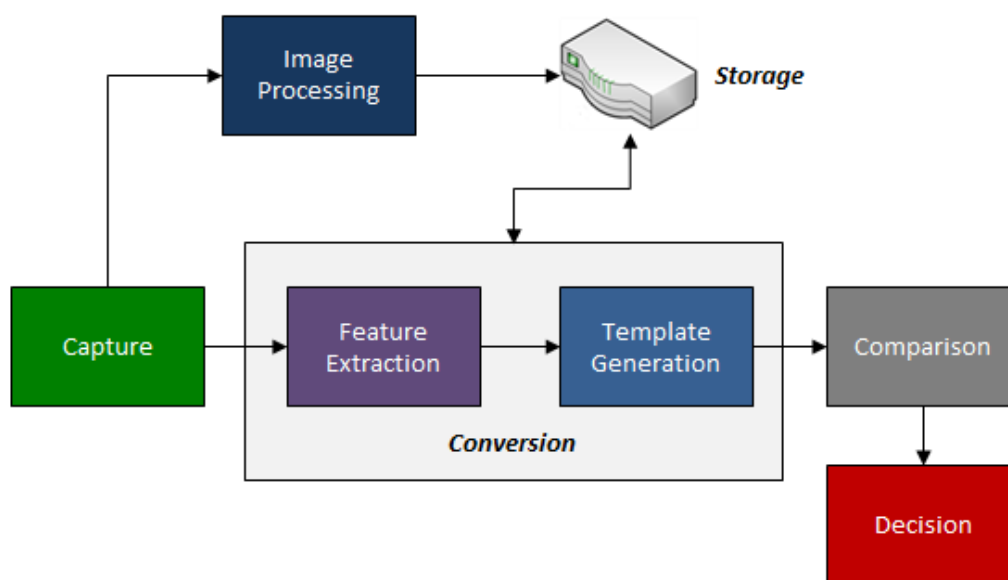 Image
Processing
Storage
Capture
Feature
Extraction
Template
Generation
Comparison
Conversion
Decision